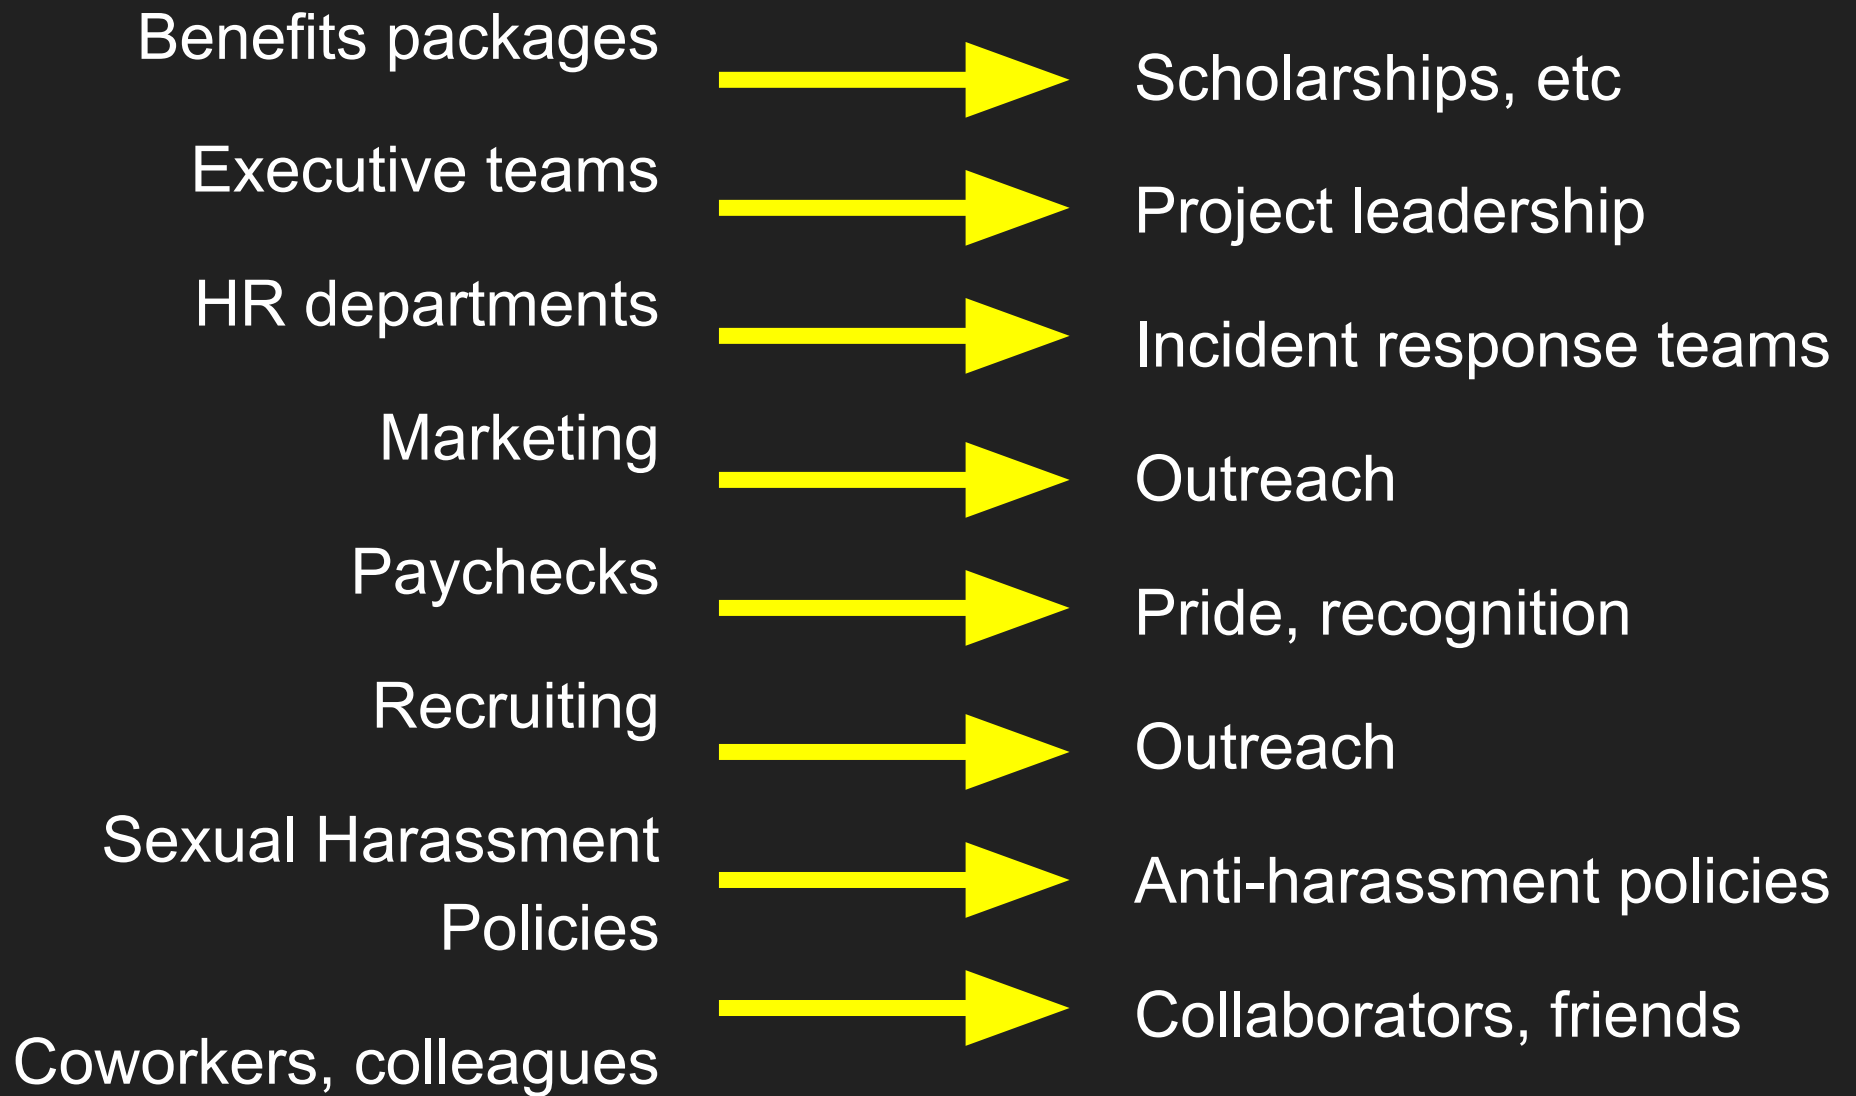 Benefits packages
Scholarships, etc
Executive teams
Project leadership
HR departments
Incident response teams
Marketing
Outreach
Paychecks
Pride, recognition
Recruiting
Outreach
Sexual Harassment
Policies
Anti-harassment policies
Coworkers, colleagues
Collaborators, friends